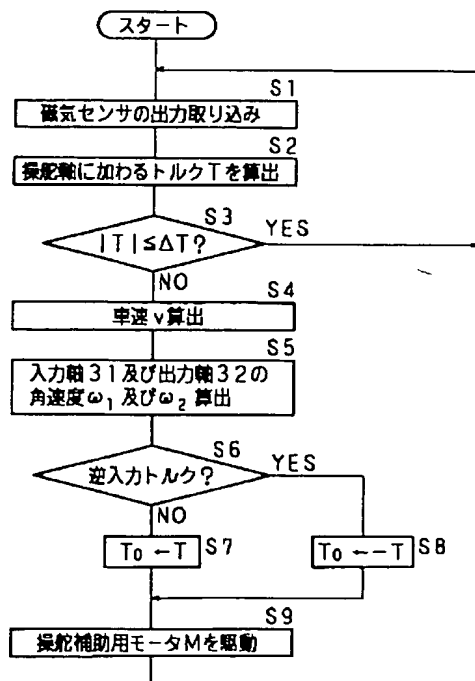 スタート
S1
磁気センサの出力取り込み
S2
操舵軸に加わるトルクTを算出
S3
|T|≤ΔT?
YES
NO
S4
車速v算出
S5
入力軸31及び出力軸32の
角速度ω₁及びω₂算出
S6
逆入力トルク?
YES
NO
T₀←T
S7
T₀←-T
S8
S9
操舵補助用モータMを駆動